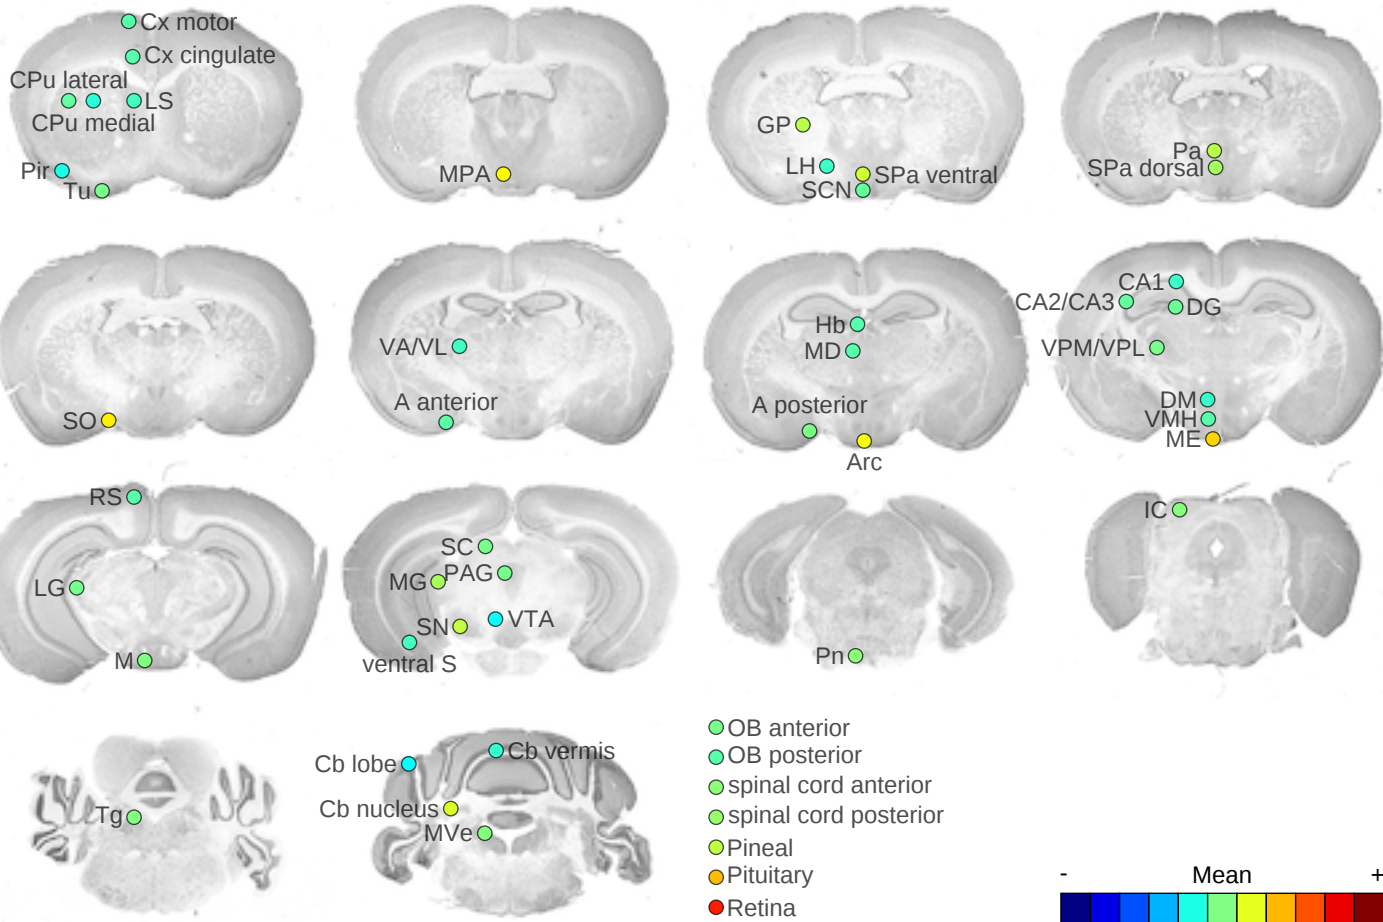 Cx motor
Cx cingulate
CPu lateral
LS
CPu medial
Pir
Tu
MPA
GP
LH
SPa ventral
SCN
Pa
SPa dorsal
SO
VA/VL
A anterior
Hb
MD
A posterior
Arc
CA1
CA2/CA3
DG
VPM/VPL
DM
VMH
ME
RS
LG
M
SC
PAG
MG
SN
VTA
ventral S
Pn
IC
Tg
Cb lobe
Cb vermis
Cb nucleus
MVe
OB anterior
OB posterior
spinal cord anterior
spinal cord posterior
Pineal
Pituitary
Retina
- Mean +